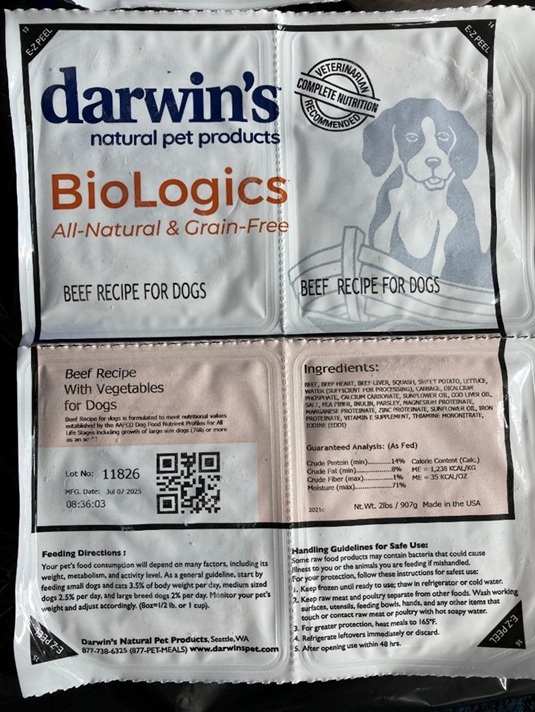 13
E-Z PEEL
14
E-Z PEEL
darwin's
natural pet products
VETERINARIAN
COMPLETE NUTRITION
RECOMMENDED
BioLogics
All-Natural & Grain-Free
BEEF RECIPE FOR DOGS
BEEF RECIPE FOR DOGS
Beef Recipe
With Vegetables
for Dogs
Beef Recipe for dogs is formulated to meet nutritional values
established by the AAFCO Dog Food Nutrient Profiles for All
Life Stages including growth of large size dogs (70lb or more
as an
Lot No: 11826
MFG. Date: Jul 07 2025
08:36:03
Ingredients:
BEEF, BEEF HEART, BEEF LIVER, SQUASH, SWEET POTATO, LETTUCE,
WATER (SUFFICIENT FOR PROCESSING), CABBAGE, DICALCIUM
PHOSPHATE, CALCIUM CARBONATE, SUNFLOWER OIL, COD LIVER OIL,
SALT, PEA FIBER, INULIN, PARSLEY, MAGNESIUM PROTEINATE,
MANGANESE PROTEINATE, ZINC PROTEINATE, SUNFLOWER OIL, IRON
PROTEINATE, VITAMIN E SUPPLEMENT, THIAMINE MONONITRATE,
IODINE (EDDI)
Guaranteed Analysis: (As Fed)
Crude Protein (min)............14% Calorie Content (Calc.)
Crude Fat (min)..................8% ME = 1,238 KCAL/KG
Crude Fiber (max)...............1% ME = 35 KCAL/OZ
Moisture (max)..................71%
2021c Nt.Wt. 2lbs / 907g Made in the USA
Feeding Directions :
Your pet's food consumption will depend on many factors, including its
weight, metabolism, and activity level. As a general guideline, start by
feeding small dogs and cats 3.5% of body weight per day, medium sized
dogs 2.5% per day, and large breed dogs 2% per day. Monitor your pet's
weight and adjust accordingly. (8oz=1/2 lb. or 1 cup).
Darwin's Natural Pet Products, Seattle,WA
877-738-6325 (877-PET-MEALS) www.darwinspet.com
Handling Guidelines for Safe Use:
Some raw food products may contain bacteria that could cause
illness to you or the animals you are feeding if mishandled.
For your protection, follow these instructions for safest use:
1. Keep frozen until ready to use; thaw in refrigerator or cold water.
2. Keep raw meat and poultry separate from other foods. Wash working
surfaces, utensils, feeding bowls, hands, and any other items that
touch or contact raw meat or poultry with hot soapy water.
3. For greater protection, heat meals to 165°F.
4. Refrigerate leftovers immediately or discard.
5. After opening use within 48 hrs.
E-Z PEEL
16
E-Z PEEL
15